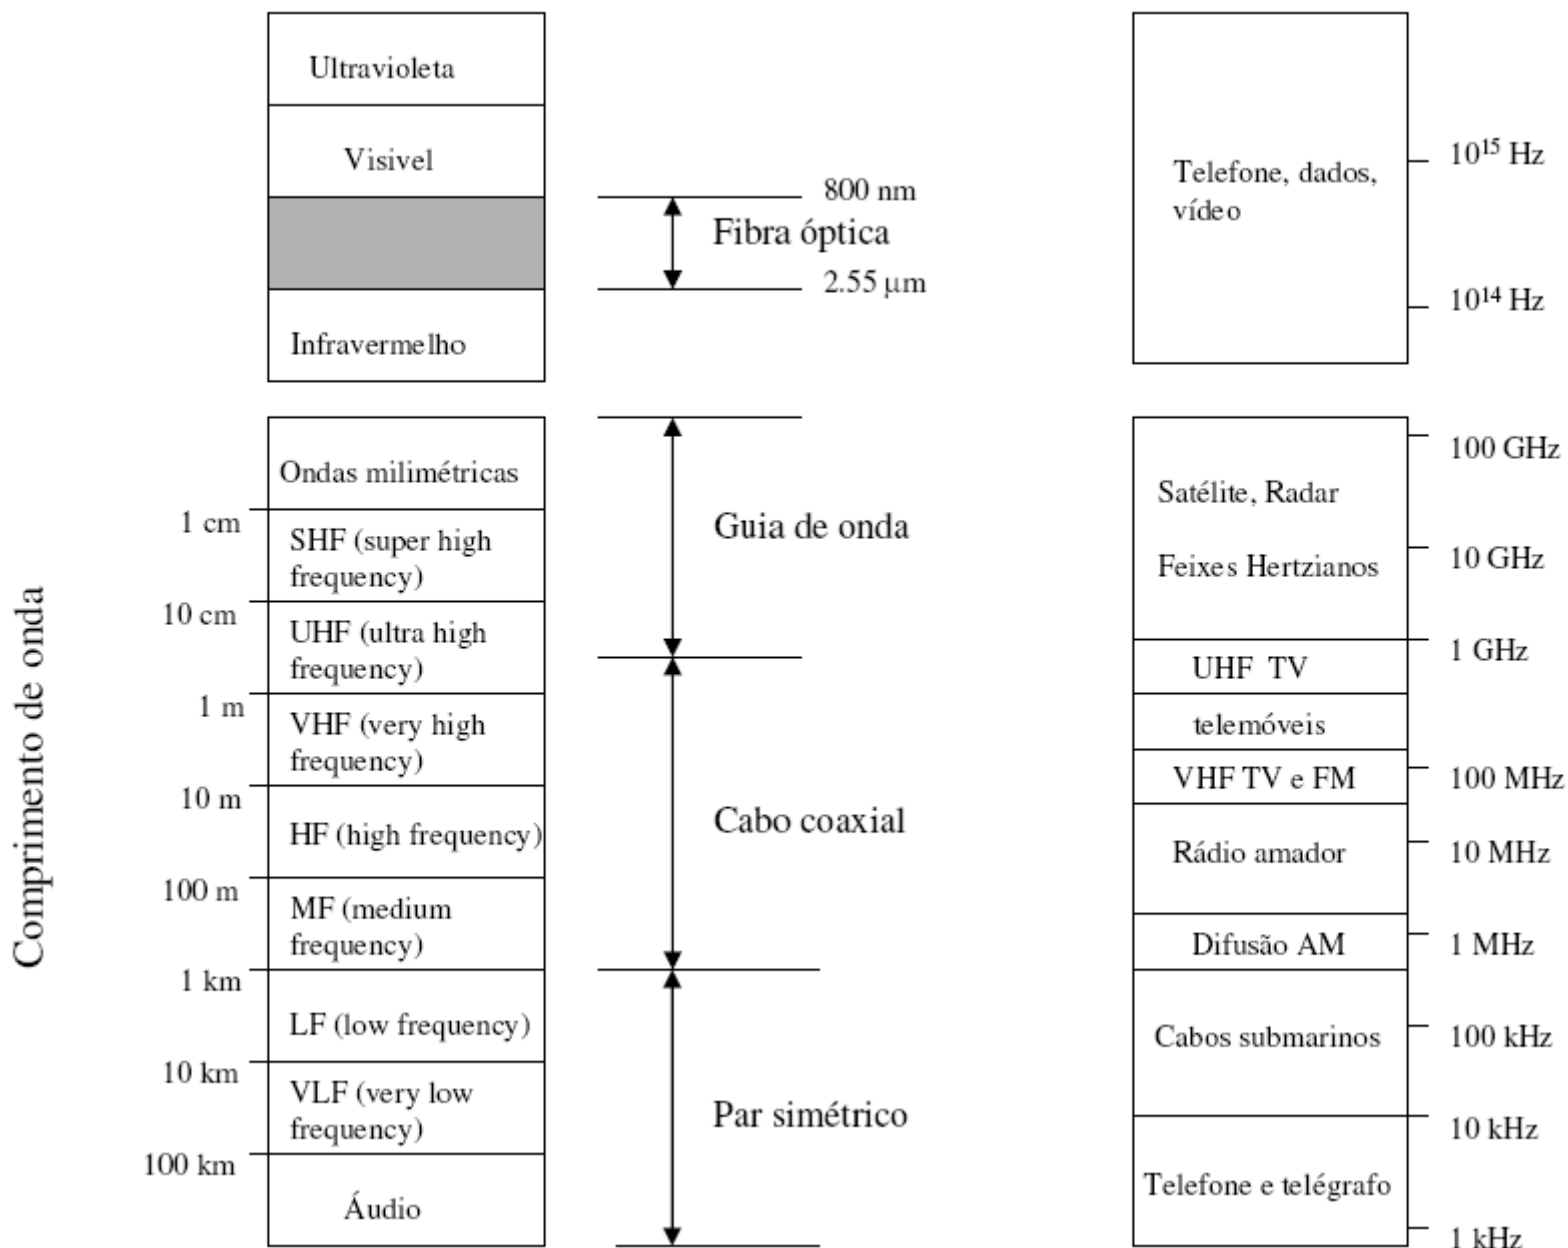 Ultravioleta
Visivel
Infravermelho
800 nm
Fibra óptica
2.55 μm
Telefone, dados,
vídeo
10¹⁵ Hz
10¹⁴ Hz
Comprimento de onda
Ondas milimétricas
1 cm
SHF (super high
frequency)
10 cm
UHF (ultra high
frequency)
1 m
VHF (very high
frequency)
10 m
HF (high frequency)
100 m
MF (medium
frequency)
1 km
LF (low frequency)
10 km
VLF (very low
frequency)
100 km
Áudio
Guia de onda
Cabo coaxial
Par simétrico
Satélite, Radar
Feixes Hertzianos
UHF TV
telemóveis
VHF TV e FM
Rádio amador
Difusão AM
Cabos submarinos
Telefone e telégrafo
100 GHz
10 GHz
1 GHz
100 MHz
10 MHz
1 MHz
100 kHz
10 kHz
1 kHz